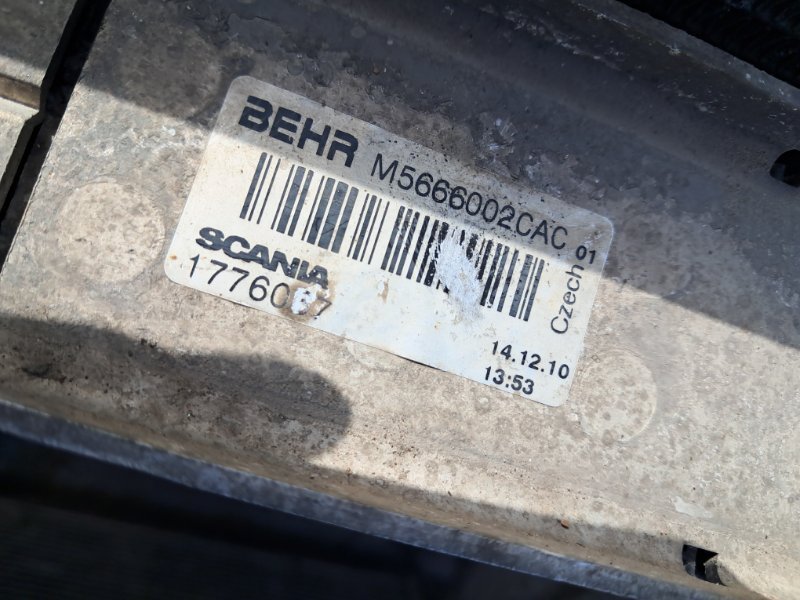 BEHR M5666002CAC 01
SCANIA
Czech
14.12.10
13:53